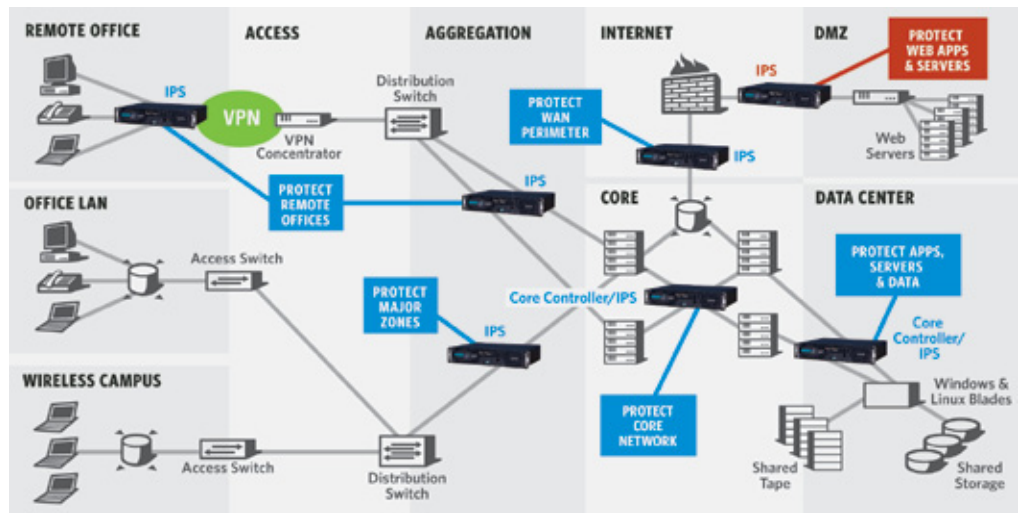 REMOTE OFFICE
ACCESS
AGGREGATION
INTERNET
DMZ
PROTECT
WEB APPS
& SERVERS
IPS
IPS
VPN
VPN
Concentrator
Distribution
Switch
PROTECT
WAN
PERIMETER
IPS
Web
Servers
PROTECT
REMOTE
OFFICES
IPS
OFFICE LAN
CORE
DATA CENTER
Access Switch
PROTECT
MAJOR
ZONES
IPS
Core Controller/IPS
PROTECT APPS,
SERVERS
& DATA
Core
Controller/
IPS
WIRELESS CAMPUS
Access Switch
Distribution
Switch
PROTECT
CORE
NETWORK
Windows &
Linux Blades
Shared
Tape
Shared
Storage